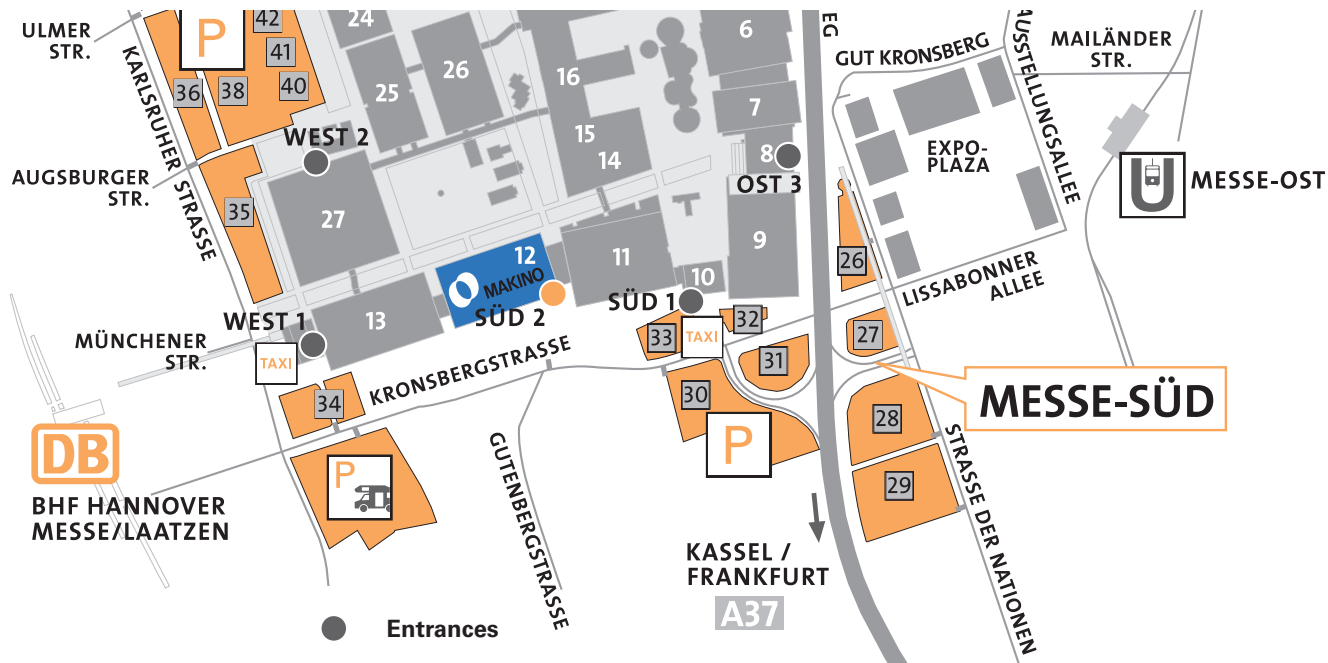 ULMER
STR.
KARLSRUHER STRASSE
P
42
41
40
36
38
24
25
26
16
15
14
6
7
8
EG
GUT KRONSBERG
AUSSTELLUNGSALLEE
MAILÄNDER
STR.
WEST 2
AUGSBURGER
STR.
35
27
OST 3
EXPO-
PLAZA
U
MESSE-OST
12
MAKINO
11
10
9
26
LISSABONNER
ALLEE
MÜNCHENER
STR.
WEST 1
TAXI
13
SÜD 2
SÜD 1
33
TAXI
32
31
27
KRONSBERGSTRASSE
34
30
P
28
29
MESSE-SÜD
DB
BHF HANNOVER
MESSE/LAATZEN
P
GUTENBERGSTRASSE
STRASSE DER NATIONEN
KASSEL /
FRANKFURT
A37
Entrances